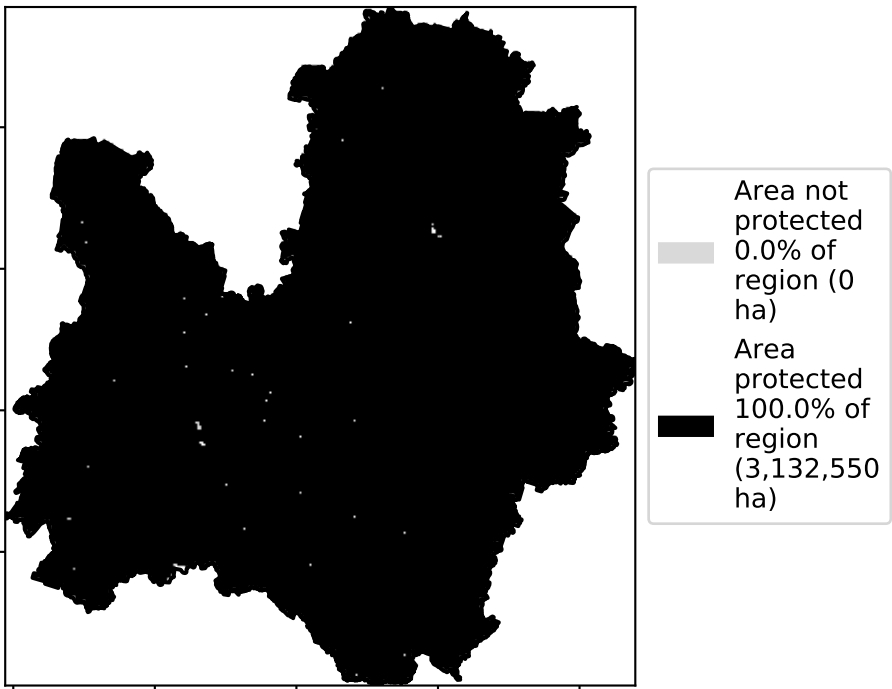 Area not
protected
0.0% of
region (0
ha)
Area
protected
100.0% of
region
(3,132,550
ha)